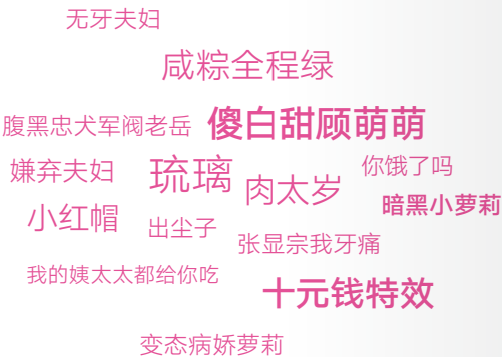 无牙夫妇
咸粽全程绿
腹黑忠犬军阀老岳 傻白甜顾萌萌
嫌弃夫妇 琉璃 肉太岁 你饿了吗
暗黑小萝莉
小红帽 出尘子
张显宗我牙痛
我的姨太太都给你吃
十元钱特效
变态病娇萝莉